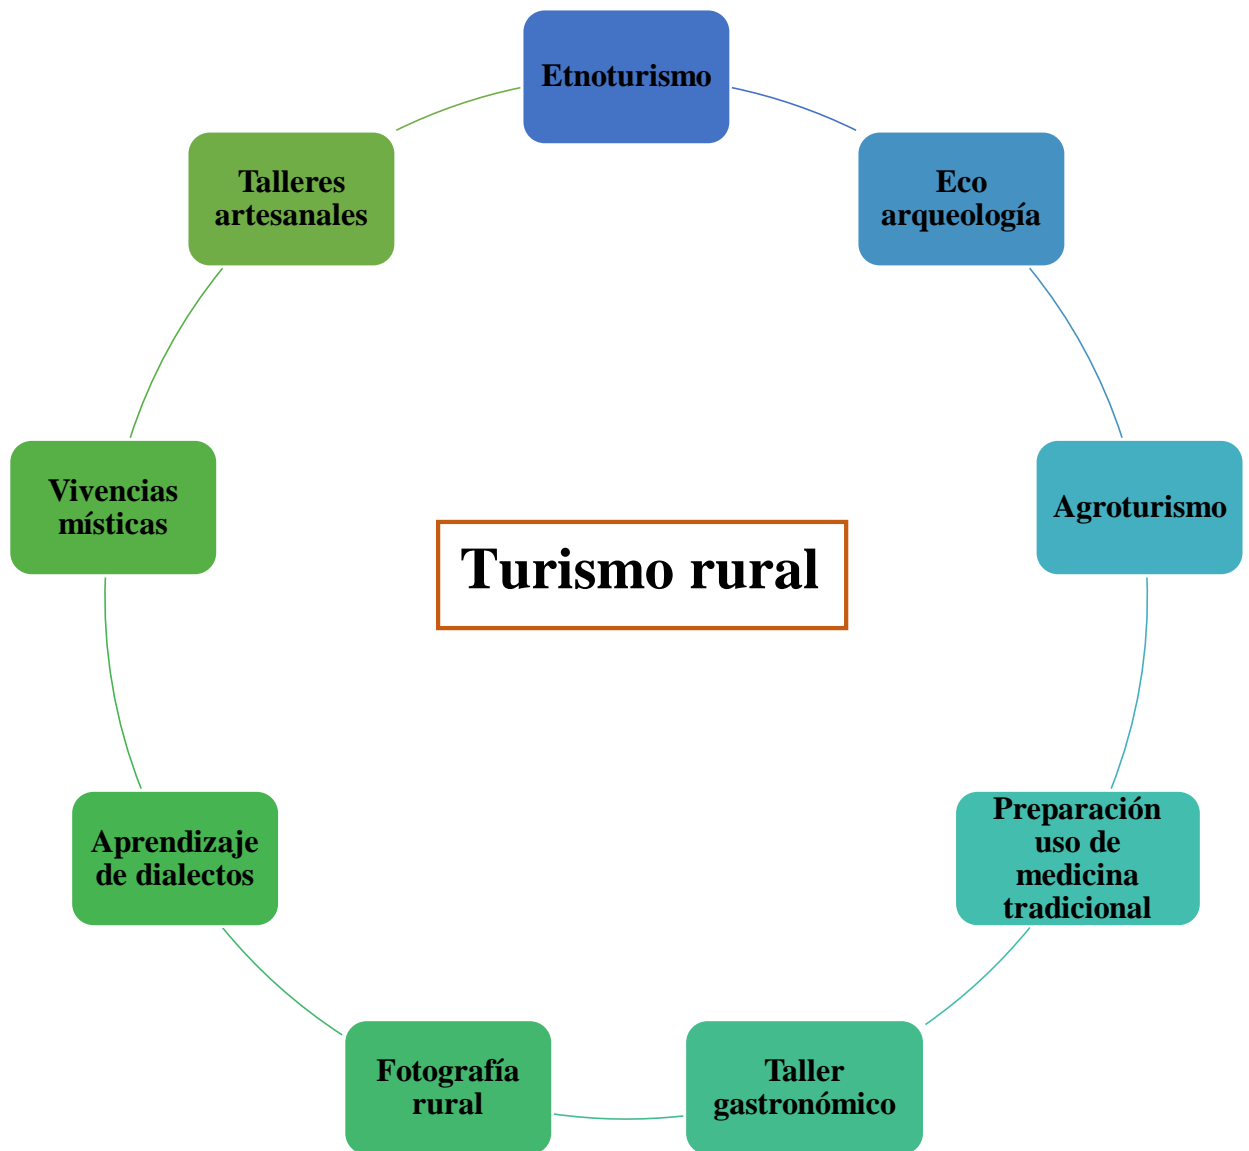 Etnoturismo
Eco
arqueología
Agroturismo
Preparación
uso de
medicina
tradicional
Taller
gastronómico
Fotografía
rural
Aprendizaje
de dialectos
Vivencias
místicas
Talleres
artesanales
Turismo rural